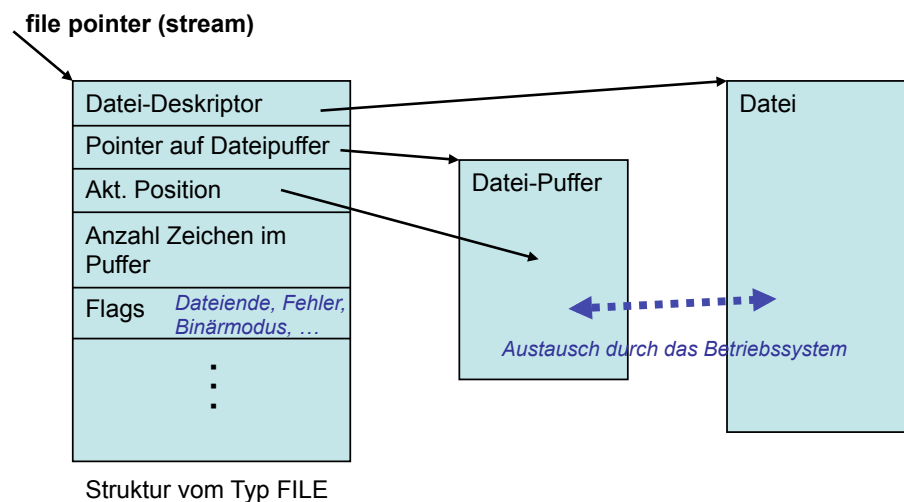 file pointer (stream)
Datei-Deskriptor
Pointer auf Dateipuffer
Akt. Position
Anzahl Zeichen im
Puffer
Flags
Dateiende, Fehler,
Binärmodus, …
Struktur vom Typ FILE
Datei-Puffer
Datei
Austausch durch das Betriebssystem